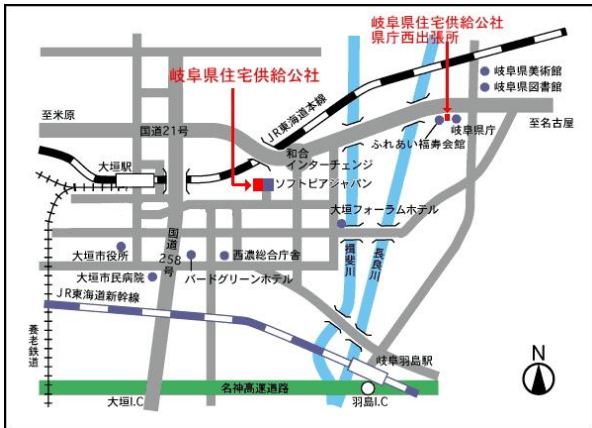 岐阜県住宅供給公社
県庁西出張所
岐阜県住宅供給公社
岐阜県美術館
岐阜県図書館
至米原
国道21号
JR東海道本線
至名古屋
岐阜県庁
ふれあい福寿会館
和合
インターチェンジ
大垣駅
ソフトピアジャパン
大垣フォーラムホテル
国道258号
揖斐川
長良川
大垣市役所
西濃総合庁舎
大垣市民病院
バードグリーンホテル
JR東海道新幹線
養老鉄道
岐阜羽島駅
N
名神高速道路
大垣I.C
羽島I.C